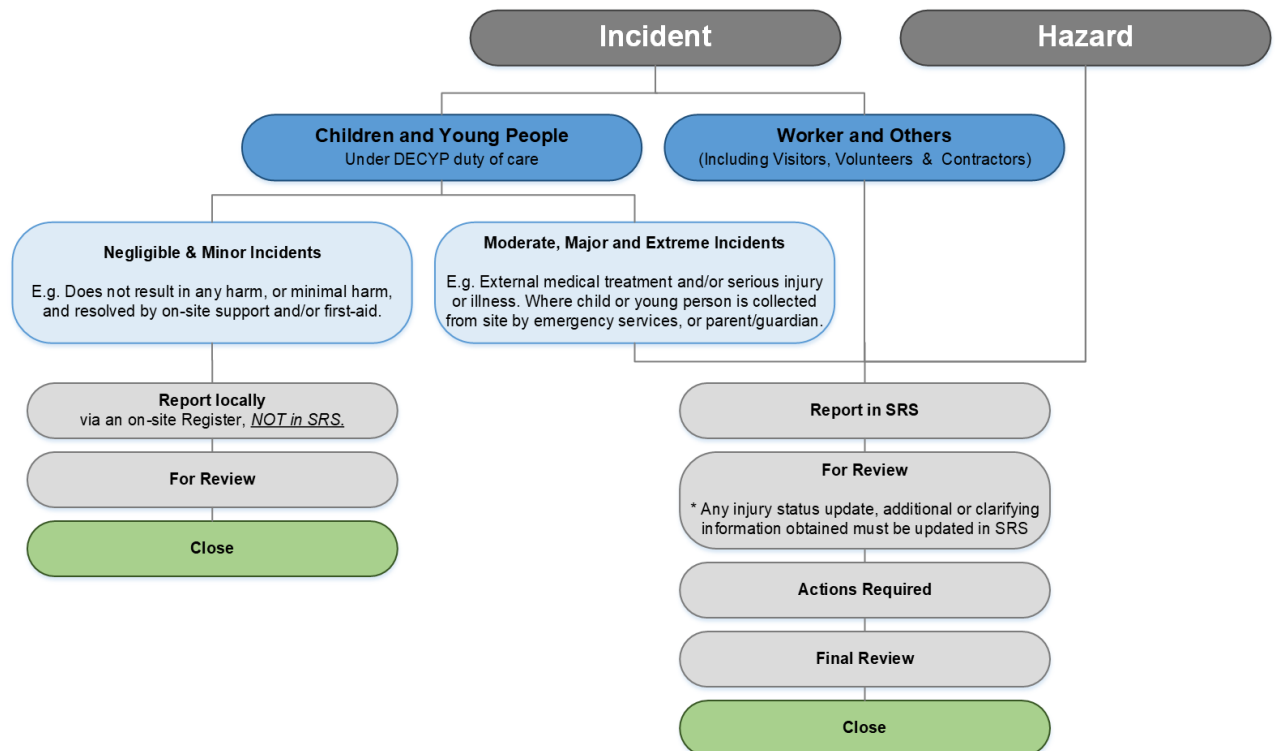 Incident
Hazard
Children and Young People
Under DECYP duty of care
Worker and Others
(Including Visitors, Volunteers & Contractors)
Negligible & Minor Incidents
E.g. Does not result in any harm, or minimal harm,
and resolved by on-site support and/or first-aid.
Moderate, Major and Extreme Incidents
E.g. External medical treatment and/or serious injury
or illness. Where child or young person is collected
from site by emergency services, or parent/guardian.
Report locally
via an on-site Register, NOT in SRS.
For Review
Close
Report in SRS
For Review
* Any injury status update, additional or clarifying
information obtained must be updated in SRS
Actions Required
Final Review
Close